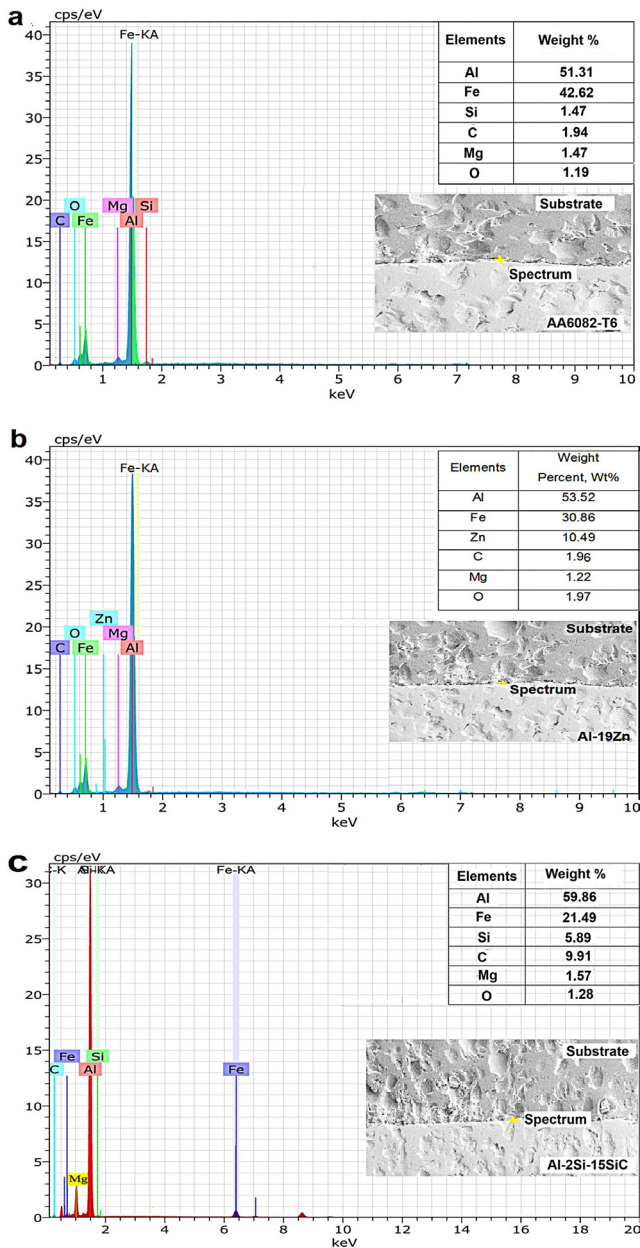 a
cps/eV
Fe-KA
40
35
30
25
20
15
10
5
0
O
Mg
Si
C
Fe
Al
1
2
3
4
5
6
7
8
9
10
keV
Elements Weight %
Al 51.31
Fe 42.62
Si 1.47
C 1.94
Mg 1.47
O 1.19
Substrate
Spectrum
AA6082-T6
b
cps/eV
Fe-KA
40
35
30
25
20
15
10
5
0
Zn
O
Mg
C
Fe
Al
1
2
3
4
5
6
7
8
9
10
keV
Elements Weight
Percent, Wt%
Al 53.52
Fe 30.86
Zn 10.49
C 1.96
Mg 1.22
O 1.97
Substrate
Spectrum
Al-19Zn
c
cps/eV
Fe-KA
30
25
20
15
10
5
0
Fe
Si
C
Al
Fe
Mg
2
4
6
8
10
12
14
16
18
20
keV
Elements Weight %
Al 59.86
Fe 21.49
Si 5.89
C 9.91
Mg 1.57
O 1.28
Substrate
Spectrum
Al-2Si-15SiC